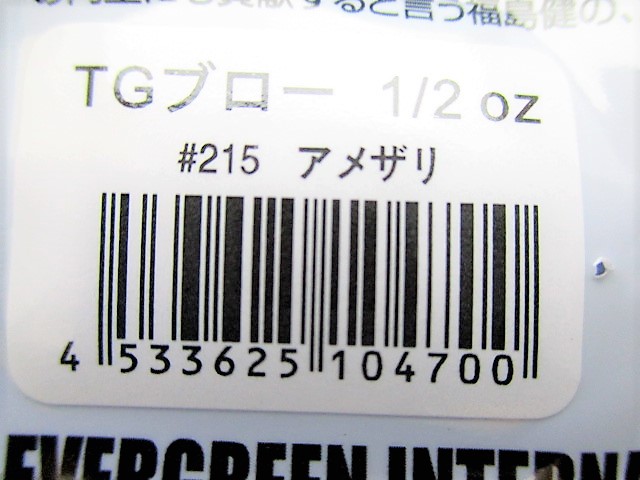 も貢献すると言う福島健の、
TGブロー 1/2 oz
#215 アメザリ
4 533625 104700
EVERGREEN INTERNA